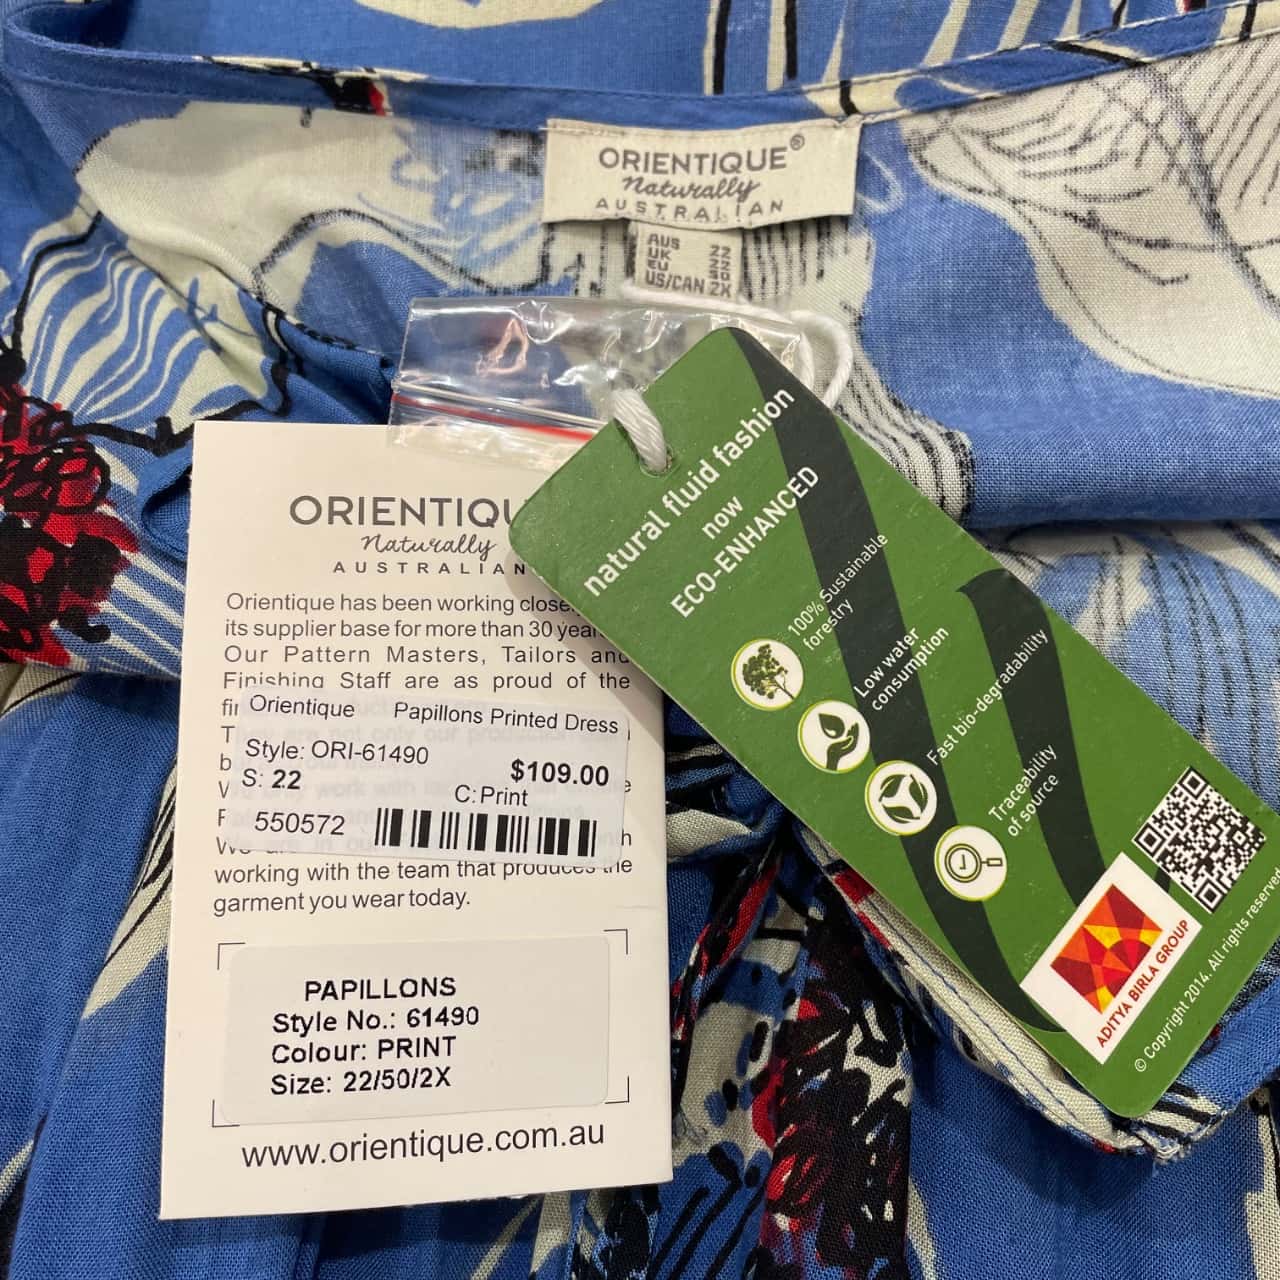 ORIENTIQUE®
Naturally
AUSTRALIAN
AUS 22
UK 22
EU 50
US/CAN 2X
ORIENTIQU
Naturally
AUSTRALIAN
Orientique has been working close
its supplier base for more than 30 year
Our Pattern Masters, Tailors and
Finishing Staff are as proud of the
Orientique Papillons Printed Dress
Style: ORI-61490
$109.00
S: 22
C:Print
550572
working with the team that produces the
garment you wear today.
PAPILLONS
Style No.: 61490
Colour: PRINT
Size: 22/50/2X
www.orientique.com.au
natural fluid fashion
now
ECO-ENHANCED
100% Sustainable
forestry
Low water
consumption
Fast bio-degradability
Traceability
of source
ADITYA BIRLA GROUP
© Copyright 2014. All rights reserved